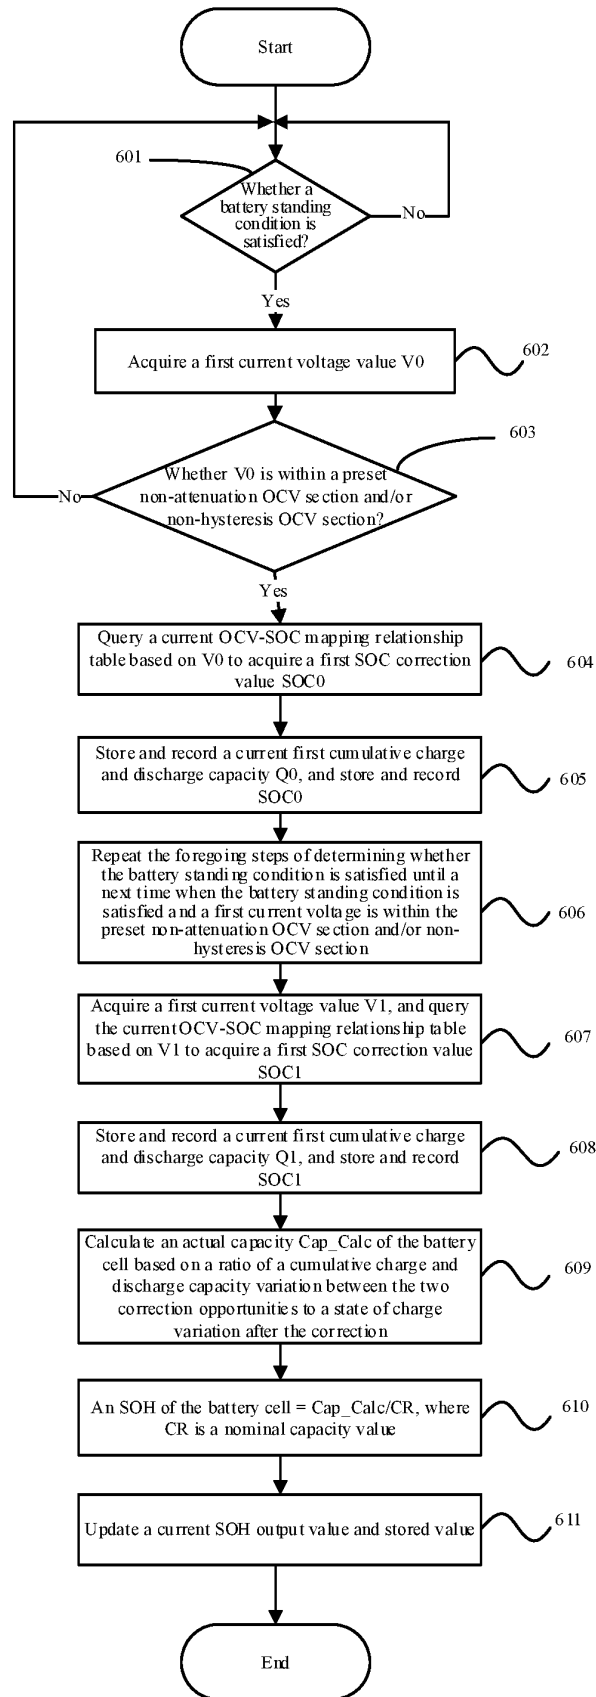 Start
601
Whether a
battery standing
condition is
satisfied?
No
Yes
Acquire a first current voltage value V0
602
603
Whether V0 is within a preset
non-attenuation OCV section and/or
non-hysteresis OCV section?
No
Yes
Query a current OCV-SOC mapping relationship
table based on V0 to acquire a first SOC correction
value SOC0
604
Store and record a current first cumulative charge
and discharge capacity Q0, and store and record
SOC0
605
Repeat the foregoing steps of determining whether
the battery standing condition is satisfied until a
next time when the battery standing condition is
satisfied and a first current voltage is within the
preset non-attenuation OCV section and/or non-
hysteresis OCV section
606
Acquire a first current voltage value V1, and query
the current OCV-SOC mapping relationship table
based on V1 to acquire a first SOC correction value
SOC1
607
Store and record a current first cumulative charge
and discharge capacity Q1, and store and record
SOC1
608
Calculate an actual capacity Cap_Calc of the battery
cell based on a ratio of a cumulative charge and
discharge capacity variation between the two
correction opportunities to a state of charge
variation after the correction
609
An SOH of the battery cell = Cap_Calc/CR, where
CR is a nominal capacity value
610
Update a current SOH output value and stored value
611
End